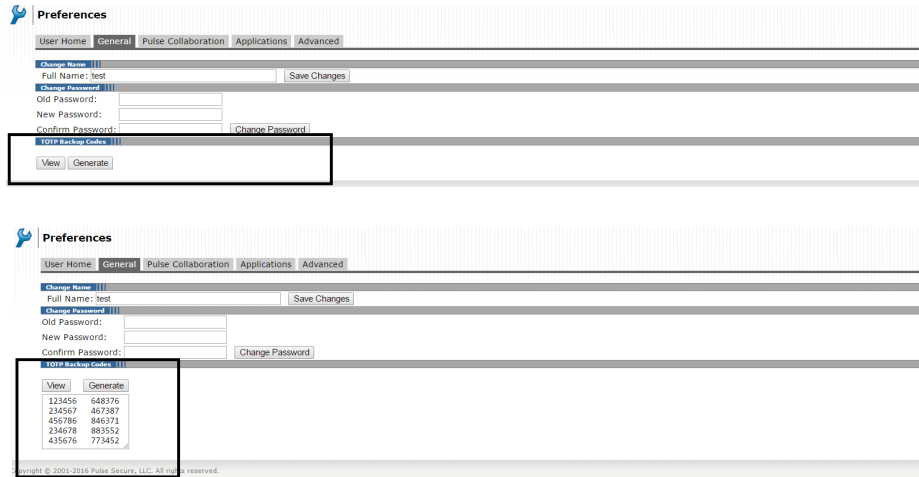 Preferences
User Home General Pulse Collaboration Applications Advanced
Change Name
Full Name: test Save Changes
Change Password
Old Password:
New Password:
Confirm Password: Change Password
TOTP Backup Codes
View Generate
Preferences
User Home General Pulse Collaboration Applications Advanced
Change Name
Full Name: test Save Changes
Change Password
Old Password:
New Password:
Confirm Password: Change Password
TOTP Backup Codes
View Generate
123456 648376
234567 467387
456786 846371
234678 883552
435676 773452
opyright © 2001-2016 Pulse Secure, LLC. All rights reserved.